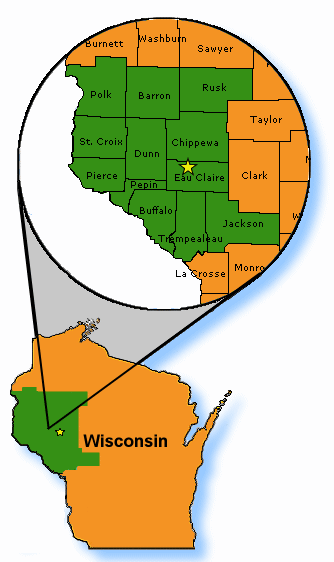 Burnett
Washburn
Sawyer
Polk
Barron
Rusk
Taylor
St. Croix
Dunn
Chippewa
Pierce
Pepin
Eau Claire
Clark
Buffalo
Trempealeau
Jackson
La Crosse
Monro
Wisconsin